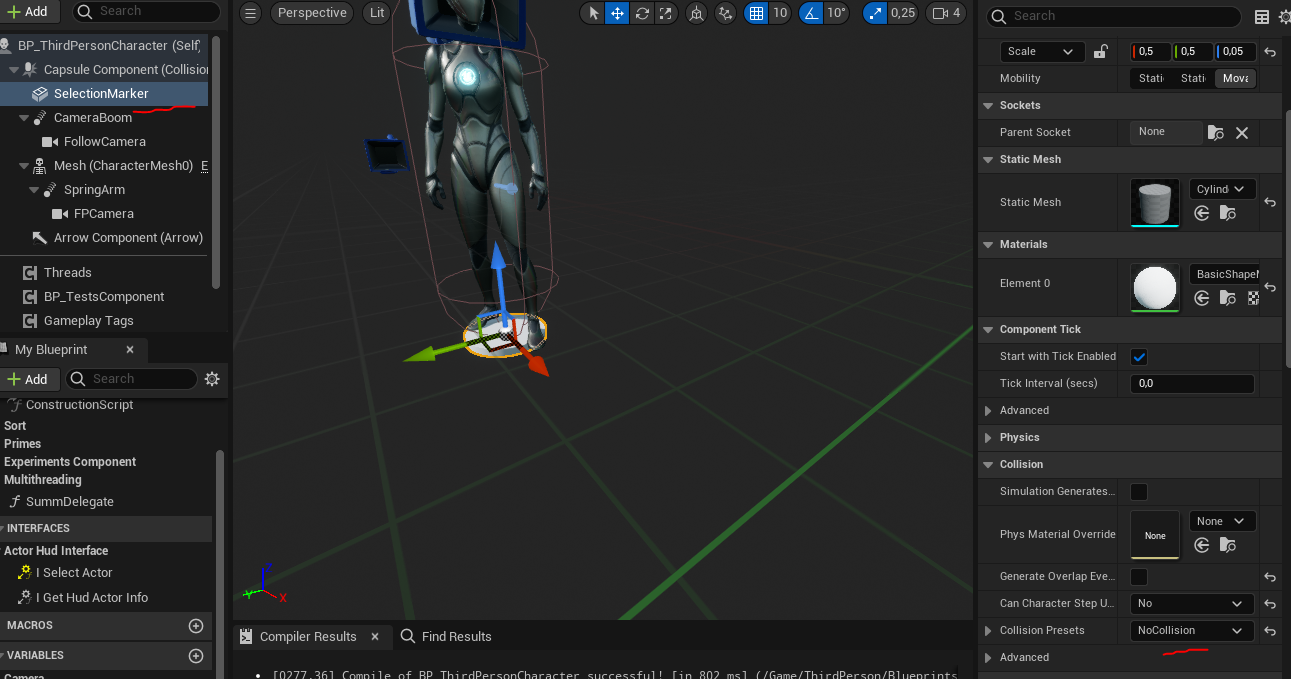 Add
Search
BP_ThirdPersonCharacter (Self)
Capsule Component (Collision
SelectionMarker
CameraBoom
FollowCamera
Mesh (CharacterMesh0) E
SpringArm
FPCamera
Arrow Component (Arrow)
Threads
BP_TestsComponent
Gameplay Tags
My Blueprint
Add
Search
ConstructionScript
Sort
Primes
Experiments Component
Multithreading
SummDelegate
INTERFACES
Actor Hud Interface
I Select Actor
I Get Hud Actor Info
MACROS
VARIABLES
Camera
Perspective
Lit
10
10°
0,25
4
Z
Y
X
Compiler Results
Find Results
[0277,36] Compile of BP_ThirdPersonCharacter successful! [in 802 ms] (/Game/ThirdPerson/Blueprints
Search
Scale
0,5
0,5
0,05
Mobility
Stati
Stati
Mova
Sockets
Parent Socket
None
Static Mesh
Static Mesh
Cylind
Materials
Element 0
BasicShapeM
Component Tick
Start with Tick Enabled
Tick Interval (secs)
0,0
Advanced
Physics
Collision
Simulation Generates...
Phys Material Override
None
None
Generate Overlap Eve...
Can Character Step U...
No
Collision Presets
NoCollision
Advanced